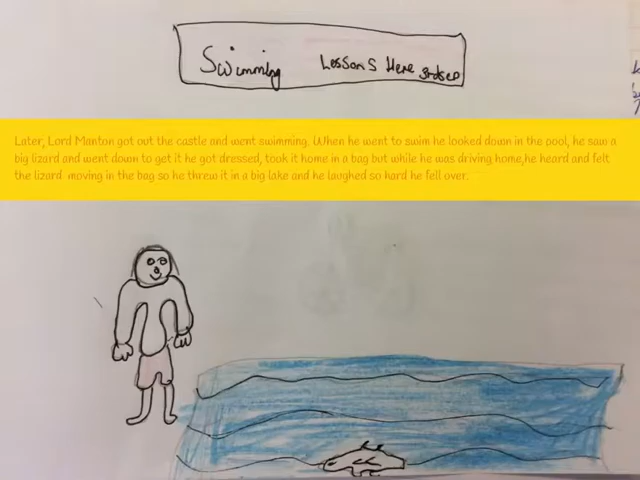 Swimming Lessons Here
Later, Lord Manton got out the castle and went swimming. When he went to swim he looked down in the pool, he saw a
big lizard and went down to get it he got dressed, took it home in a bag but while he was driving home,he heard and felt
the lizard moving in the bag so he threw it in a big lake and he laughed so hard he fell over.